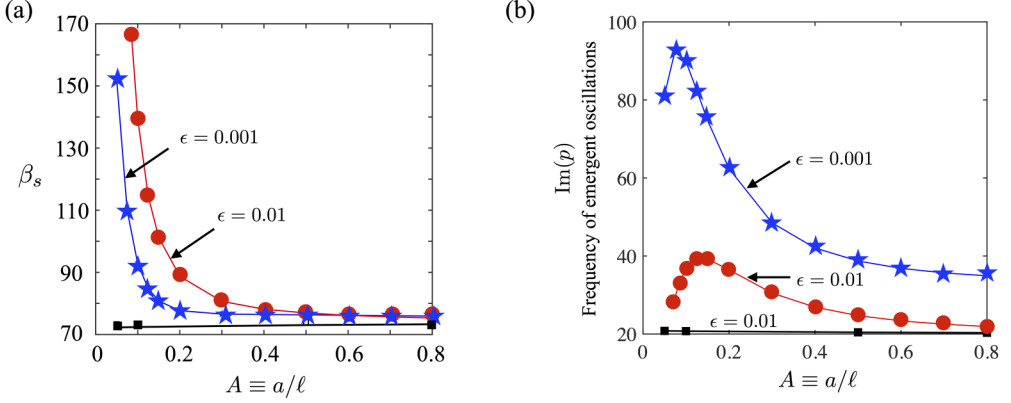 (a)
170
150
130
110
90
70
βₛ
ϵ = 0.001
ϵ = 0.01
0
0.2
0.4
0.6
0.8
A ≡ a/ℓ
(b)
100
80
60
40
20
Im(p)
Frequency of emergent oscillations
ϵ = 0.001
ϵ = 0.01
ϵ = 0.01
0
0.2
0.4
0.6
0.8
A ≡ a/ℓ